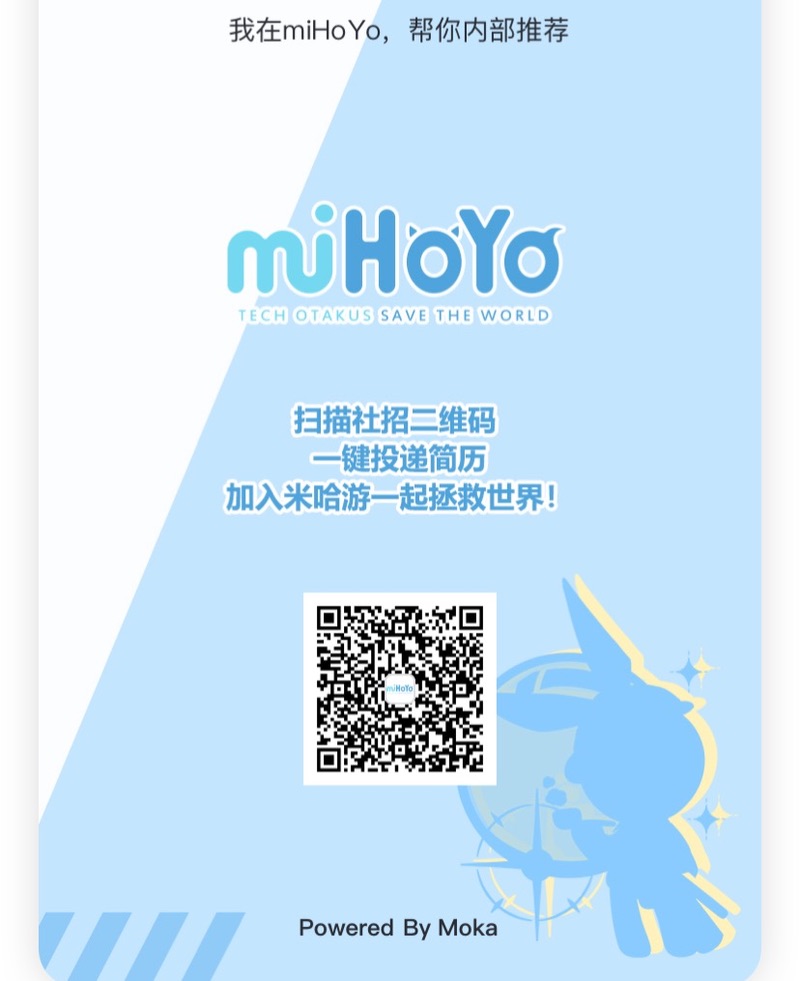 我在miHoYo，帮你内部推荐
miHoYo
TECH OTAKUS SAVE THE WORLD
扫描社招二维码
一键投递简历
加入米哈游一起拯救世界！
miHoYo
Powered By Moka